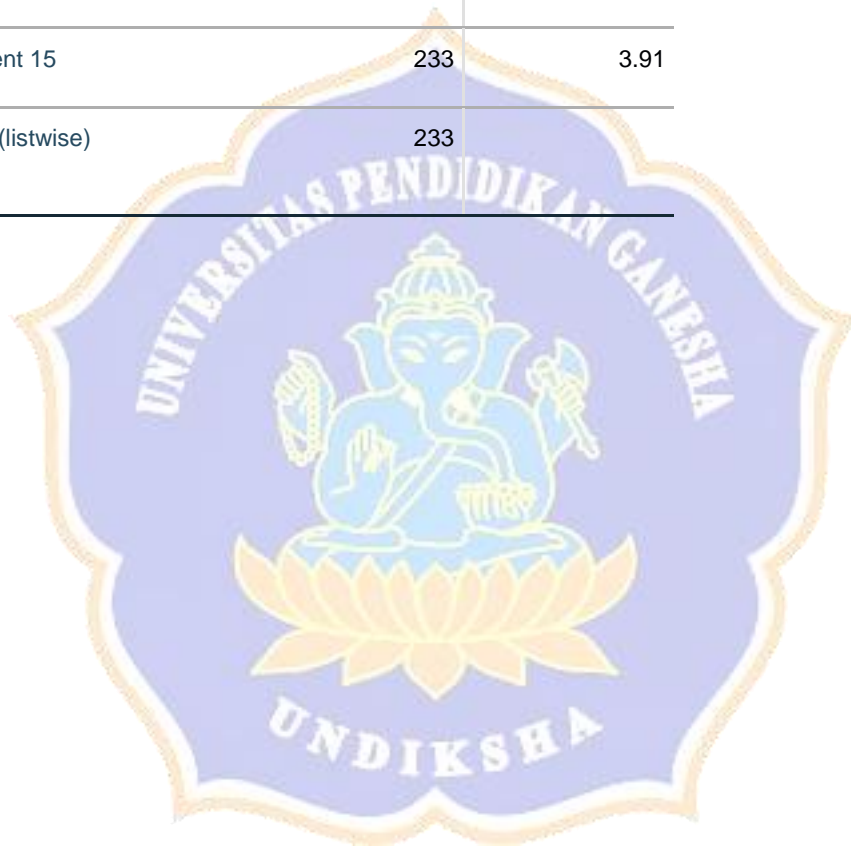 ent 15 233 3.91
(listwise) 233
UNIVERSITAS PENDIDIKAN GANESHA
UNDIKSHA